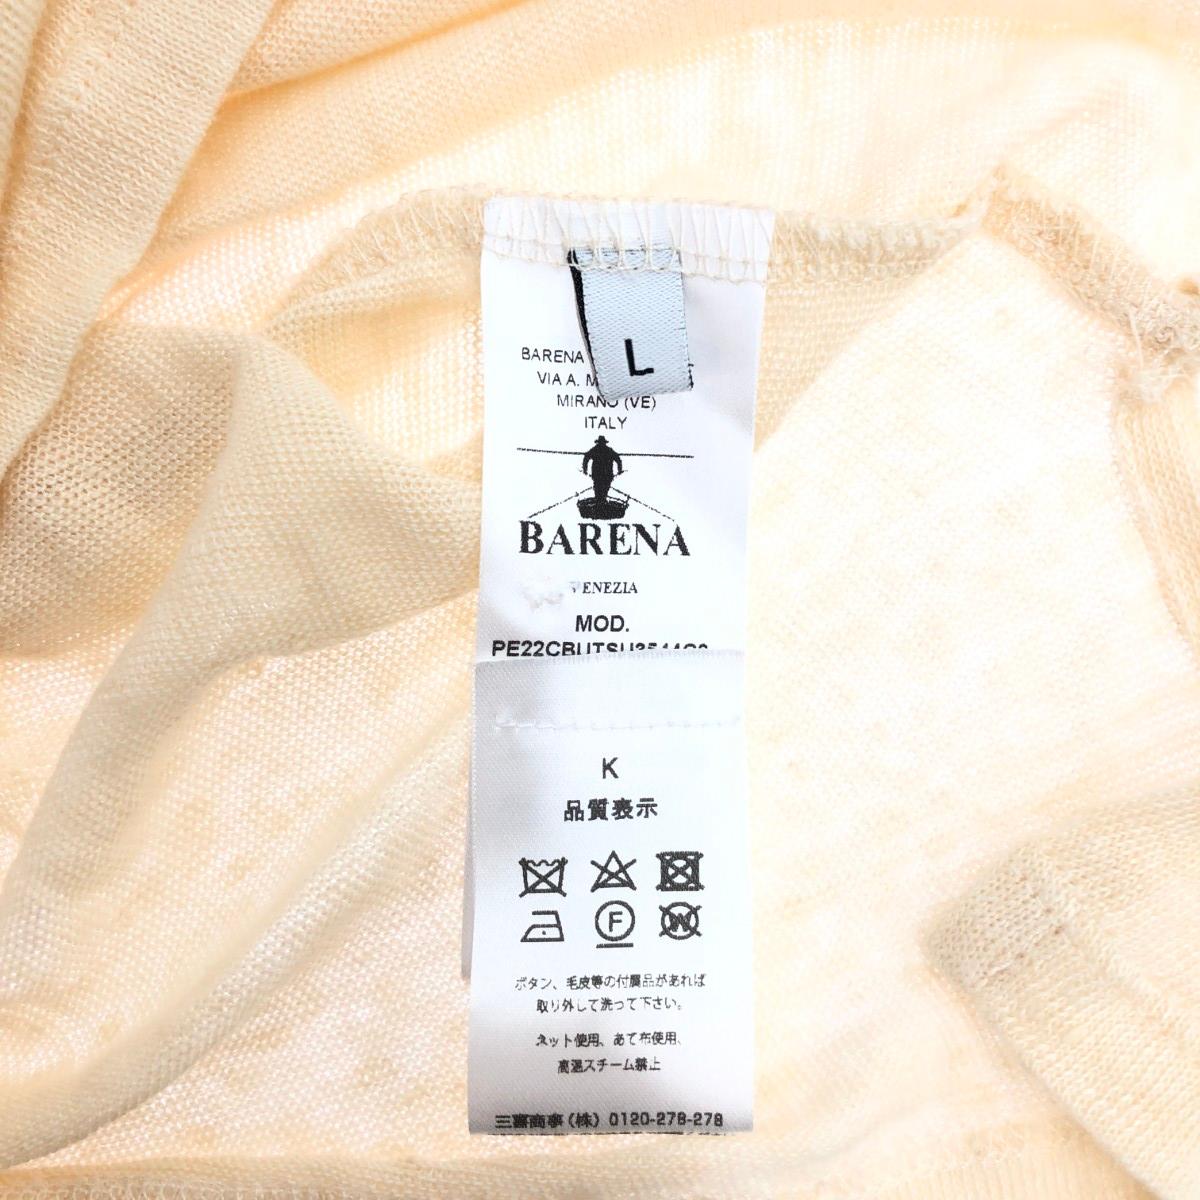 L
BARENA
VIA A.
MIRANO (VE)
ITALY
BARENA
VENEZIA
MOD.
K
品質表示
F
W
ボタン、毛皮等の付属品があれば
取り外して洗って下さい。
ネット使用、あて布使用、
高温スチーム禁止
三喜商事(株) 0120-278-278